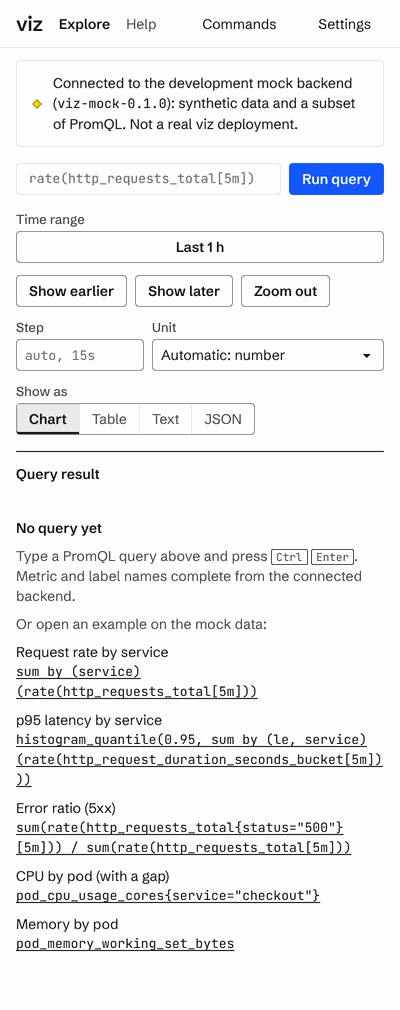 viz Explore Help Commands Settings
Connected to the development mock backend
(viz-mock-0.1.0): synthetic data and a subset
of PromQL. Not a real viz deployment.
rate(http_requests_total[5m]) Run query
Time range
Last 1 h
Show earlier Show later Zoom out
Step Unit
auto, 15s Automatic: number
Show as
Chart Table Text JSON
Query result
No query yet
Type a PromQL query above and press Ctrl Enter.
Metric and label names complete from the connected
backend.
Or open an example on the mock data:
Request rate by service
sum by (service)
(rate(http_requests_total[5m]))
p95 latency by service
histogram_quantile(0.95, sum by (le, service)
(rate(http_request_duration_seconds_bucket[5m])
))
Error ratio (5xx)
sum(rate(http_requests_total{status="500"}
[5m])) / sum(rate(http_requests_total[5m]))
CPU by pod (with a gap)
pod_cpu_usage_cores{service="checkout"}
Memory by pod
pod_memory_working_set_bytes